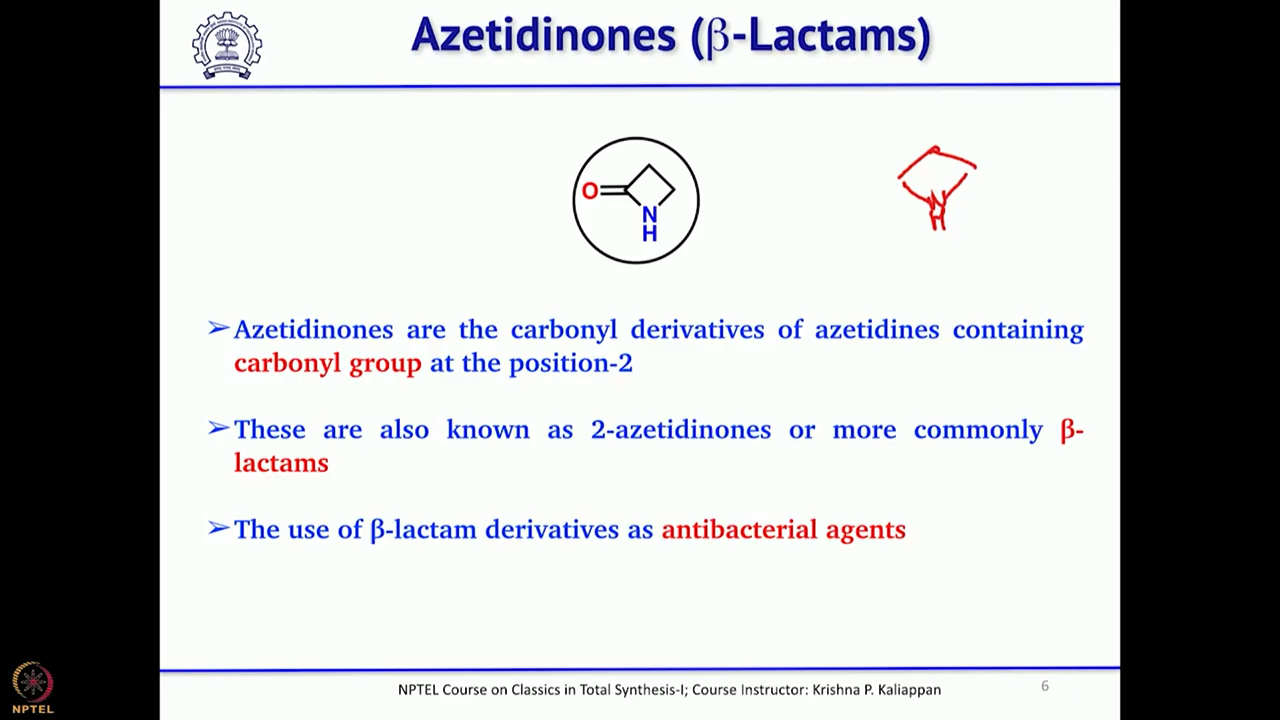 Azetidinones (β-Lactams)
O
N
H
N
H
➢Azetidinones are the carbonyl derivatives of azetidines containing
carbonyl group at the position-2
➢These are also known as 2-azetidinones or more commonly β-
lactams
➢The use of β-lactam derivatives as antibacterial agents
NPTEL Course on Classics in Total Synthesis-I; Course Instructor: Krishna P. Kaliappan
6
NPTEL